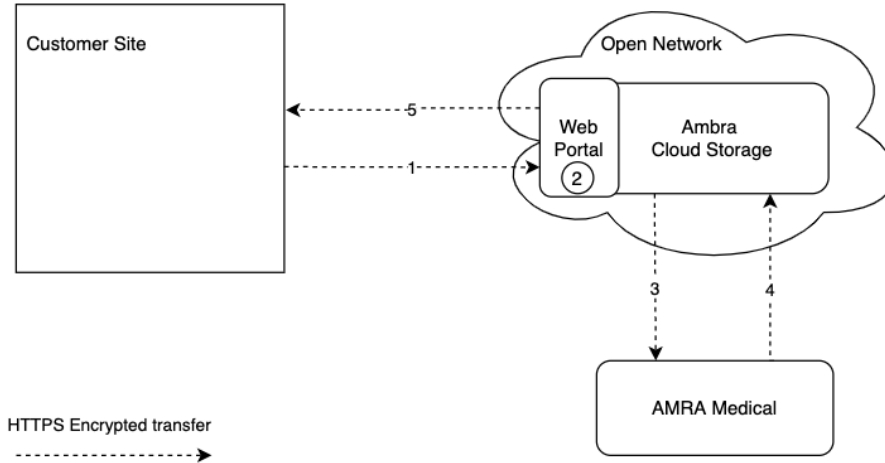 Customer Site
Open Network
5
Web
Portal
2
Ambra
Cloud Storage
1
3
4
AMRA Medical
HTTPS Encrypted transfer